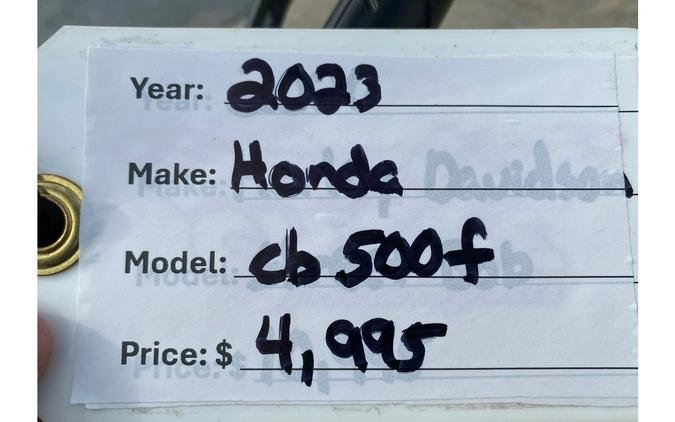 Year: 2023
Make: Honda
Model: cb 500f
Price: $ 4,995